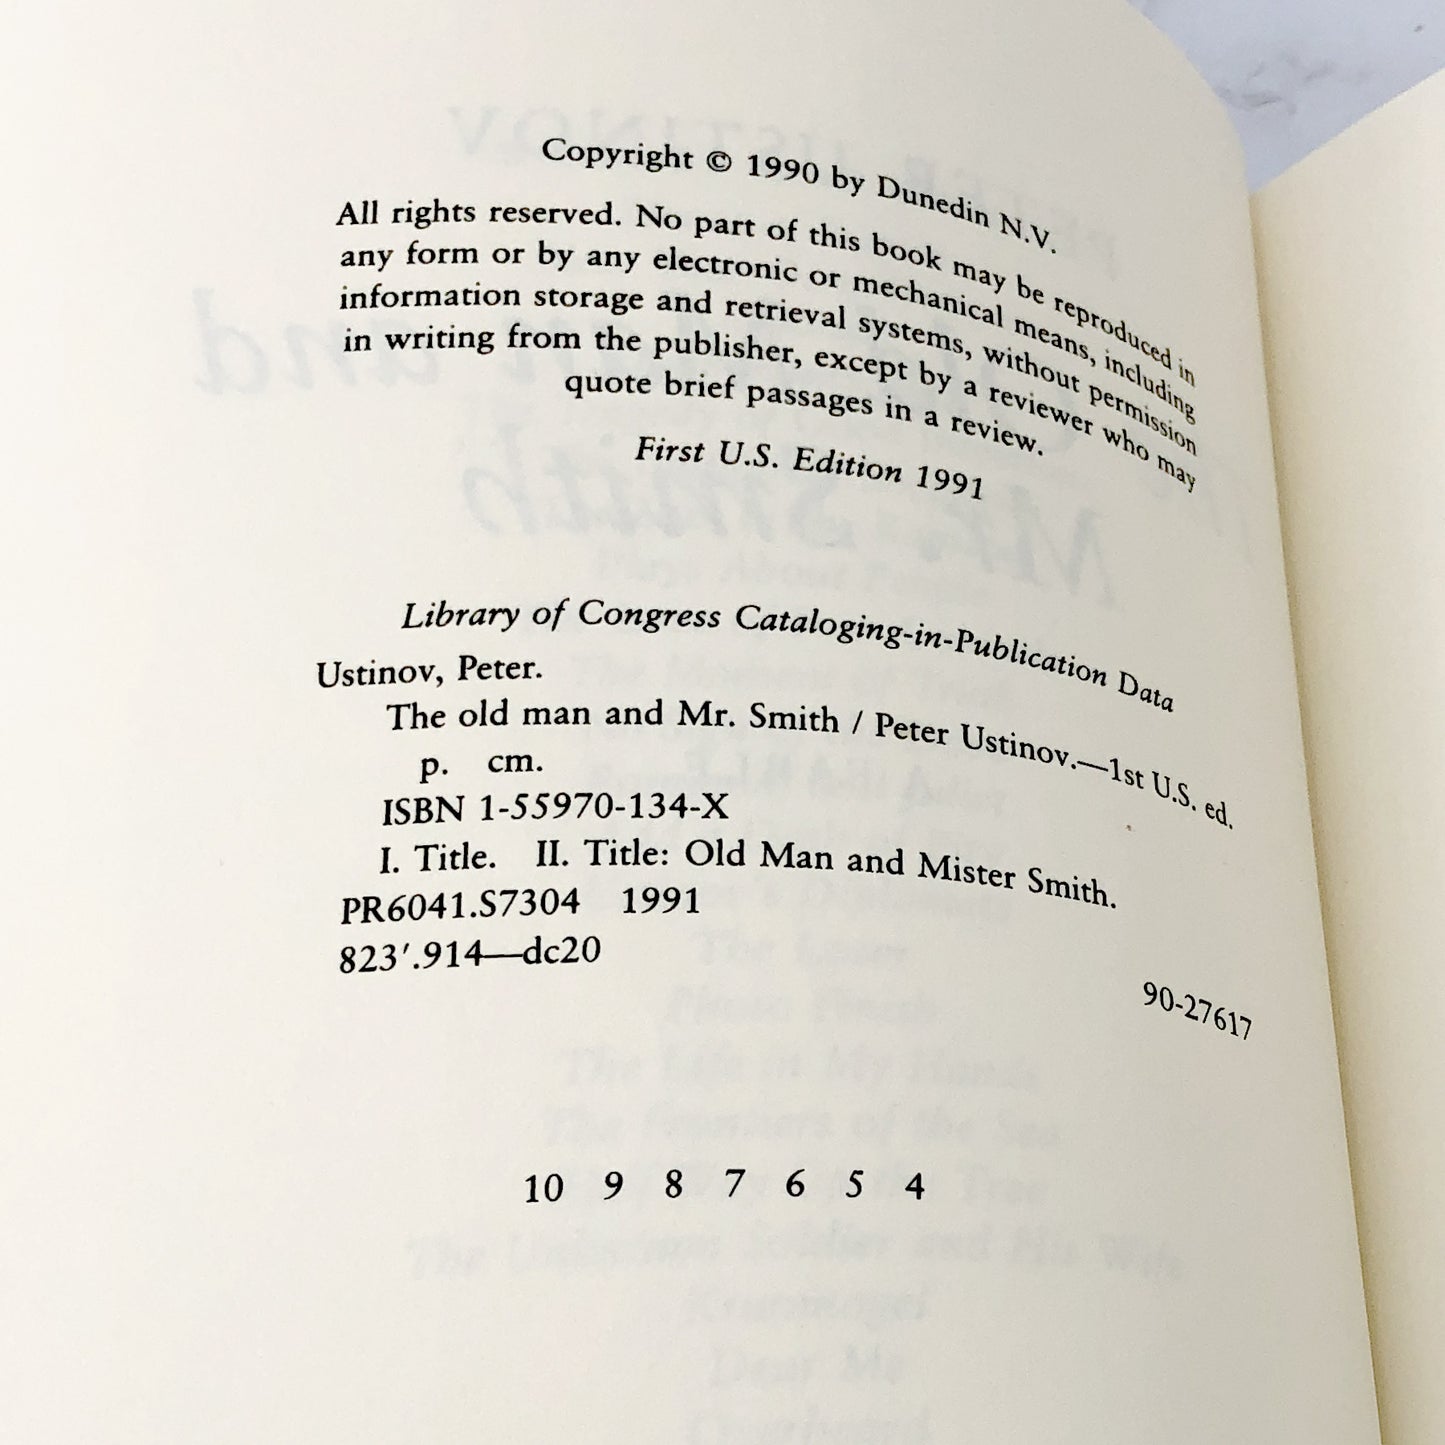 Copyright © 1990 by Dunedin N.V.
All rights reserved. No part of this book may be reproduced in
any form or by any electronic or mechanical means, including
information storage and retrieval systems, without permission
in writing from the publisher, except by a reviewer who may
quote brief passages in a review.
First U.S. Edition 1991
Library of Congress Cataloging-in-Publication Data
Ustinov, Peter.
The old man and Mr. Smith / Peter Ustinov.—1st U.S. ed.
p. cm.
ISBN 1-55970-134-X
I. Title. II. Title: Old Man and Mister Smith.
PR6041.S7304 1991
823′.914—dc20
90-27617
10 9 8 7 6 5 4